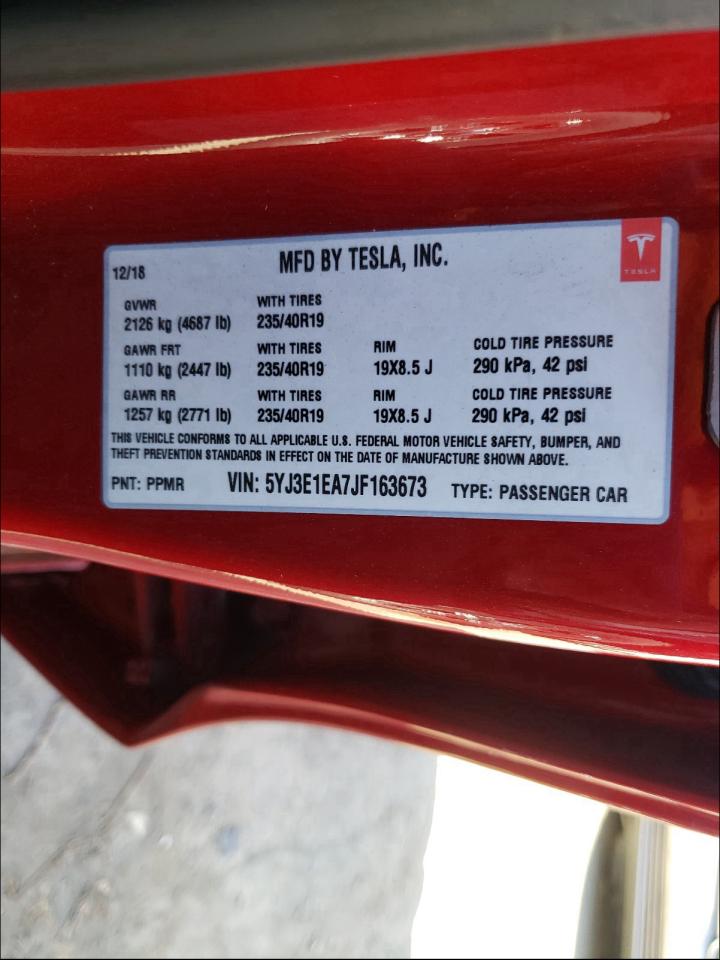 12/18 MFD BY TESLA, INC.
TESLA
GVWR WITH TIRES
2126 kg (4687 lb) 235/40R19
GAWR FRT WITH TIRES RIM COLD TIRE PRESSURE
1110 kg (2447 lb) 235/40R19 19X8.5 J 290 kPa, 42 psi
GAWR RR WITH TIRES RIM COLD TIRE PRESSURE
1257 kg (2771 lb) 235/40R19 19X8.5 J 290 kPa, 42 psi
THIS VEHICLE CONFORMS TO ALL APPLICABLE U.S. FEDERAL MOTOR VEHICLE SAFETY, BUMPER, AND
THEFT PREVENTION STANDARDS IN EFFECT ON THE DATE OF MANUFACTURE SHOWN ABOVE.
PNT: PPMR VIN: 5YJ3E1EA7JF163673 TYPE: PASSENGER CAR